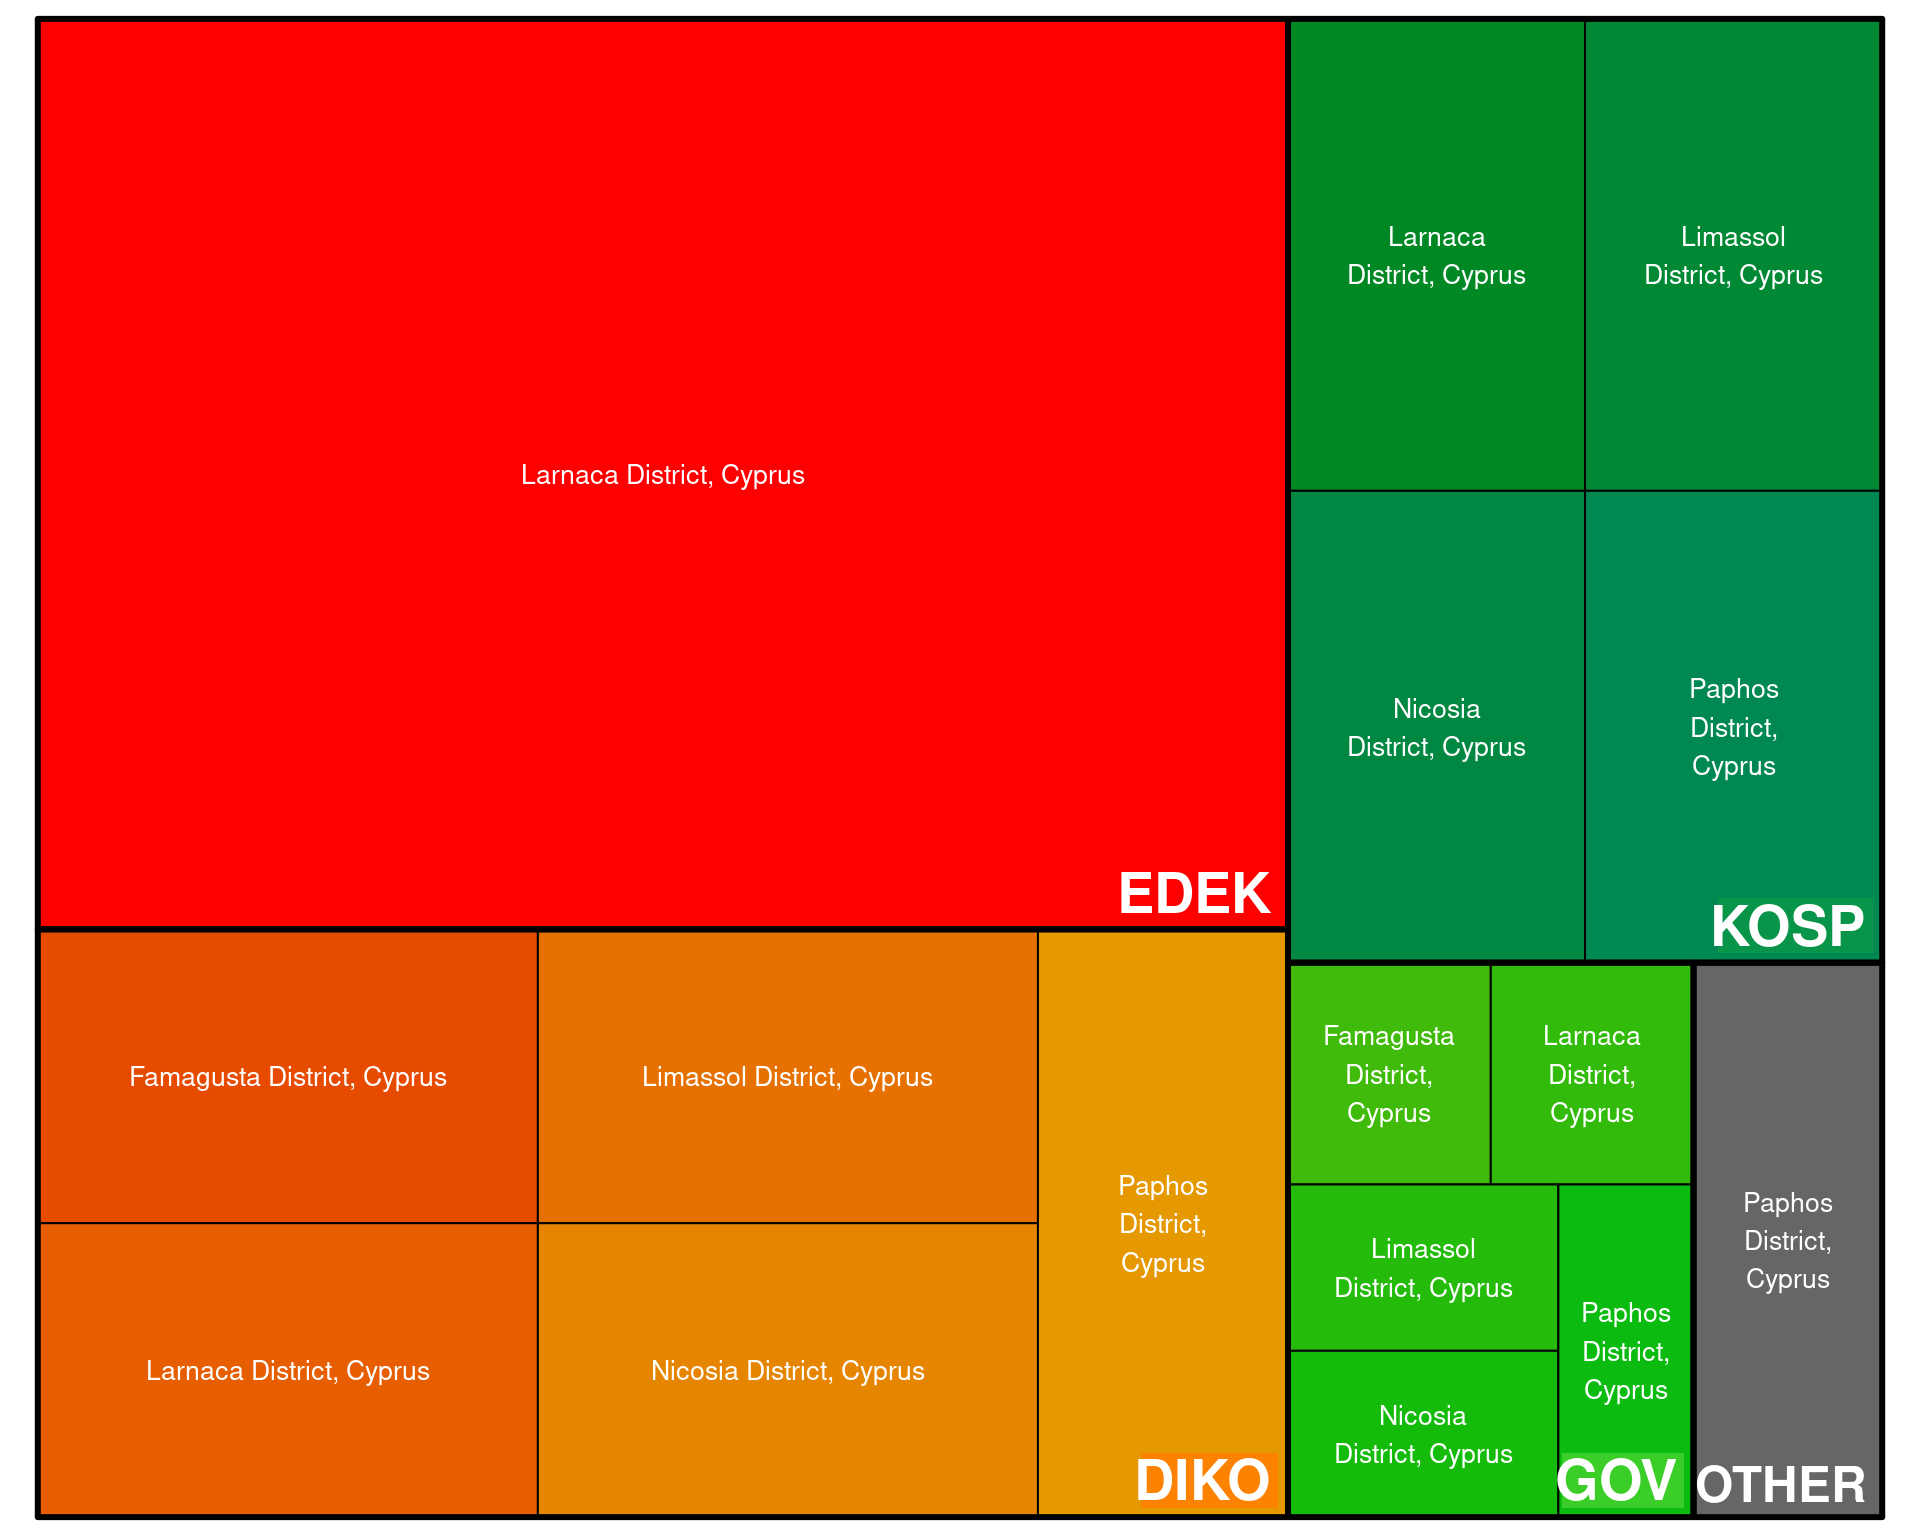 Larnaca District, Cyprus
EDEK
Larnaca
District, Cyprus
Limassol
District, Cyprus
Nicosia
District, Cyprus
Paphos
District,
Cyprus
KOSP
Famagusta District, Cyprus
Limassol District, Cyprus
Larnaca District, Cyprus
Nicosia District, Cyprus
Paphos
District,
Cyprus
DIKO
Famagusta
District,
Cyprus
Larnaca
District,
Cyprus
Limassol
District, Cyprus
Nicosia
District, Cyprus
Paphos
District,
Cyprus
GOV
Paphos
District,
Cyprus
OTHER